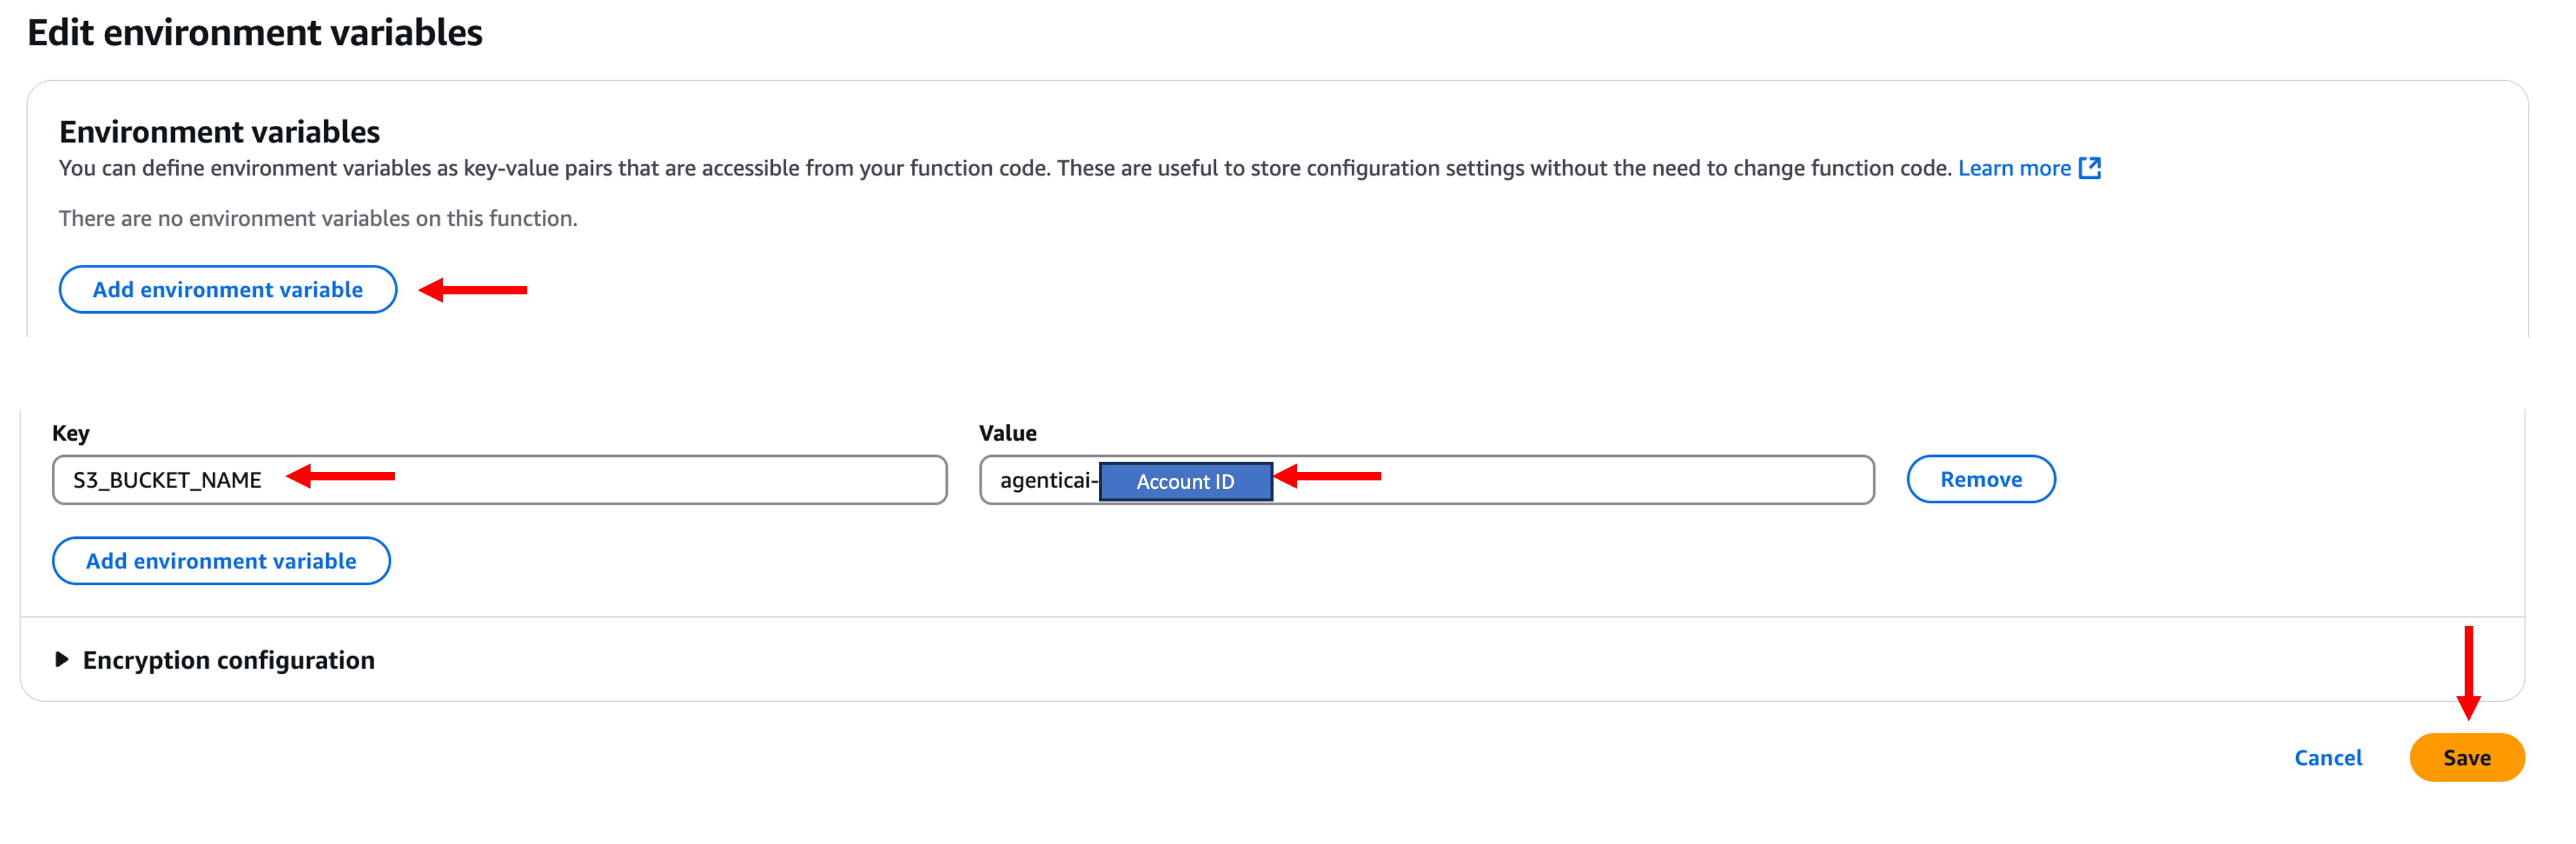 Edit environment variables
Environment variables
You can define environment variables as key-value pairs that are accessible from your function code. These are useful to store configuration settings without the need to change function code. Learn more
There are no environment variables on this function.
Add environment variable
Key
Value
S3_BUCKET_NAME
agenticai- Account ID
Remove
Add environment variable
Encryption configuration
Cancel
Save